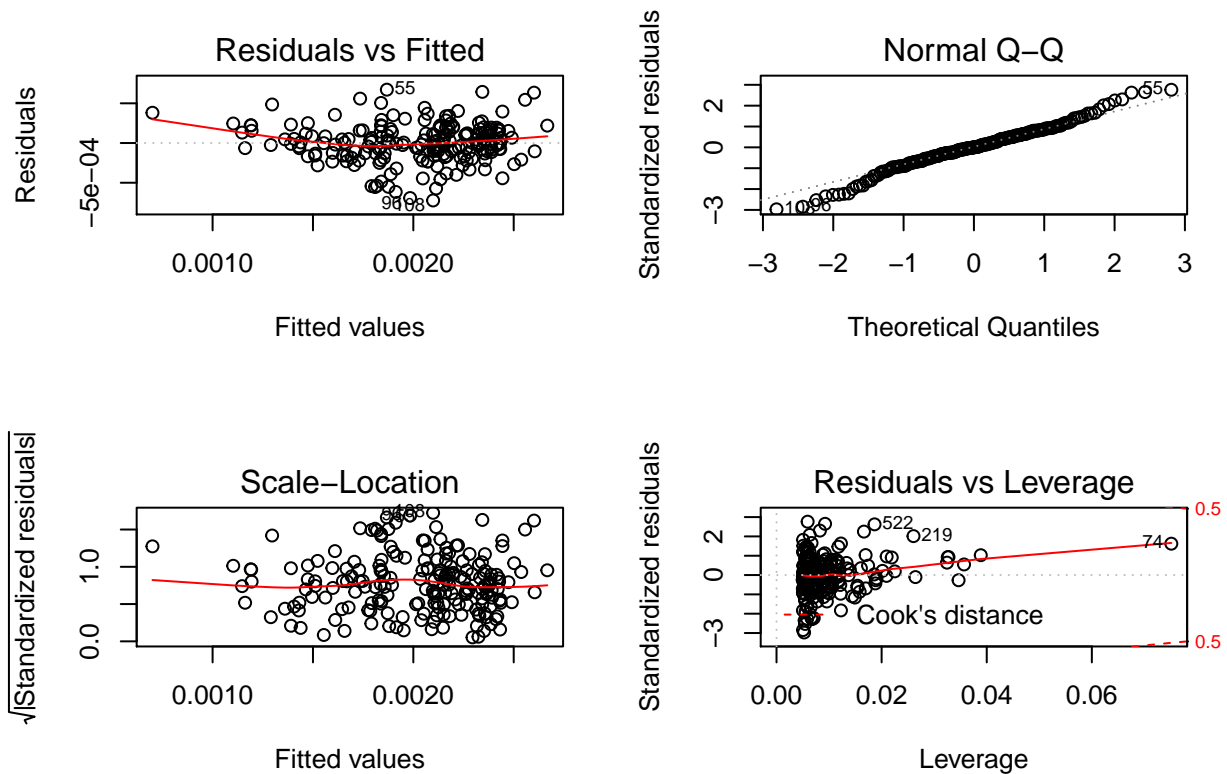 Residuals vs Fitted
Residuals
−5e−04
55
0.0010 0.0020
Fitted values
Normal Q−Q
Standardized residuals
−3 0 2
55
−3 −2 −1 0 1 2 3
Theoretical Quantiles
Scale−Location
√|Standardized residuals|
0.0 1.0
0.0010 0.0020
Fitted values
Residuals vs Leverage
Standardized residuals
−3 0 2
522
219
74
0.5
0.5
Cook's distance
0.00 0.02 0.04 0.06
Leverage